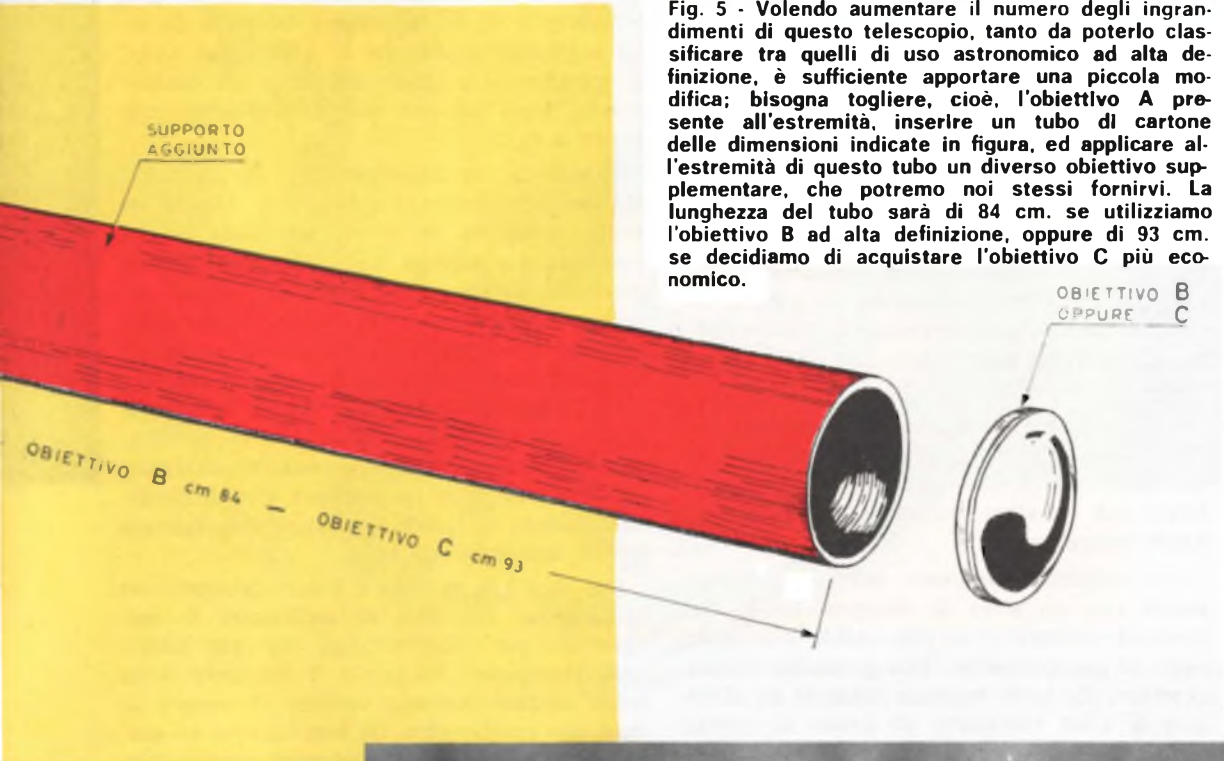 Fig. 5 - Volendo aumentare il numero degli ingran-
dimenti di questo telescopio, tanto da poterlo clas-
sificare tra quelli di uso astronomico ad alta de-
finizione, è sufficiente apportare una piccola mo-
difica; bisogna togliere, cioè, l'obiettivo A pre-
sente all'estremità, inserire un tubo di cartone
delle dimensioni indicate in figura, ed applicare al-
l'estremità di questo tubo un diverso obiettivo sup-
plementare, che potremo noi stessi fornirvi. La
lunghezza del tubo sarà di 84 cm. se utilizziamo
l'obiettivo B ad alta definizione, oppure di 93 cm.
se decidiamo di acquistare l'obiettivo C più eco-
nomico.
SUPPORTO
AGGIUNTO
OBIETTIVO B
OPPURE C
OBIETTIVO B cm 84 — OBIETTIVO C cm 93